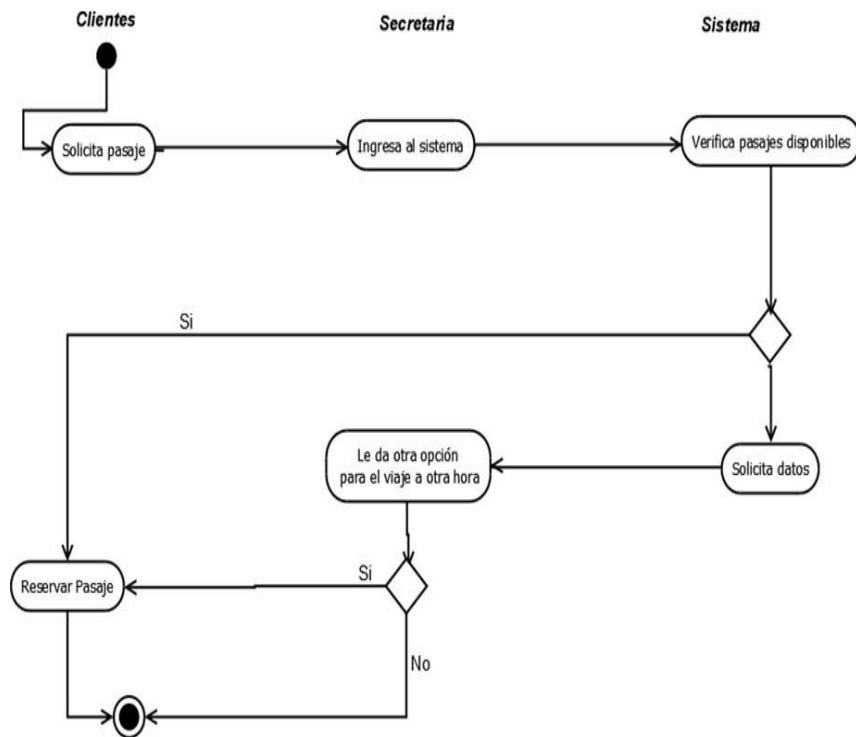 Clientes
Secretaria
Sistema
Solicita pasaje
Ingresa al sistema
Verifica pasajes disponibles
Si
Le da otra opción
para el viaje a otra hora
Solicita datos
Si
Reservar Pasaje
No